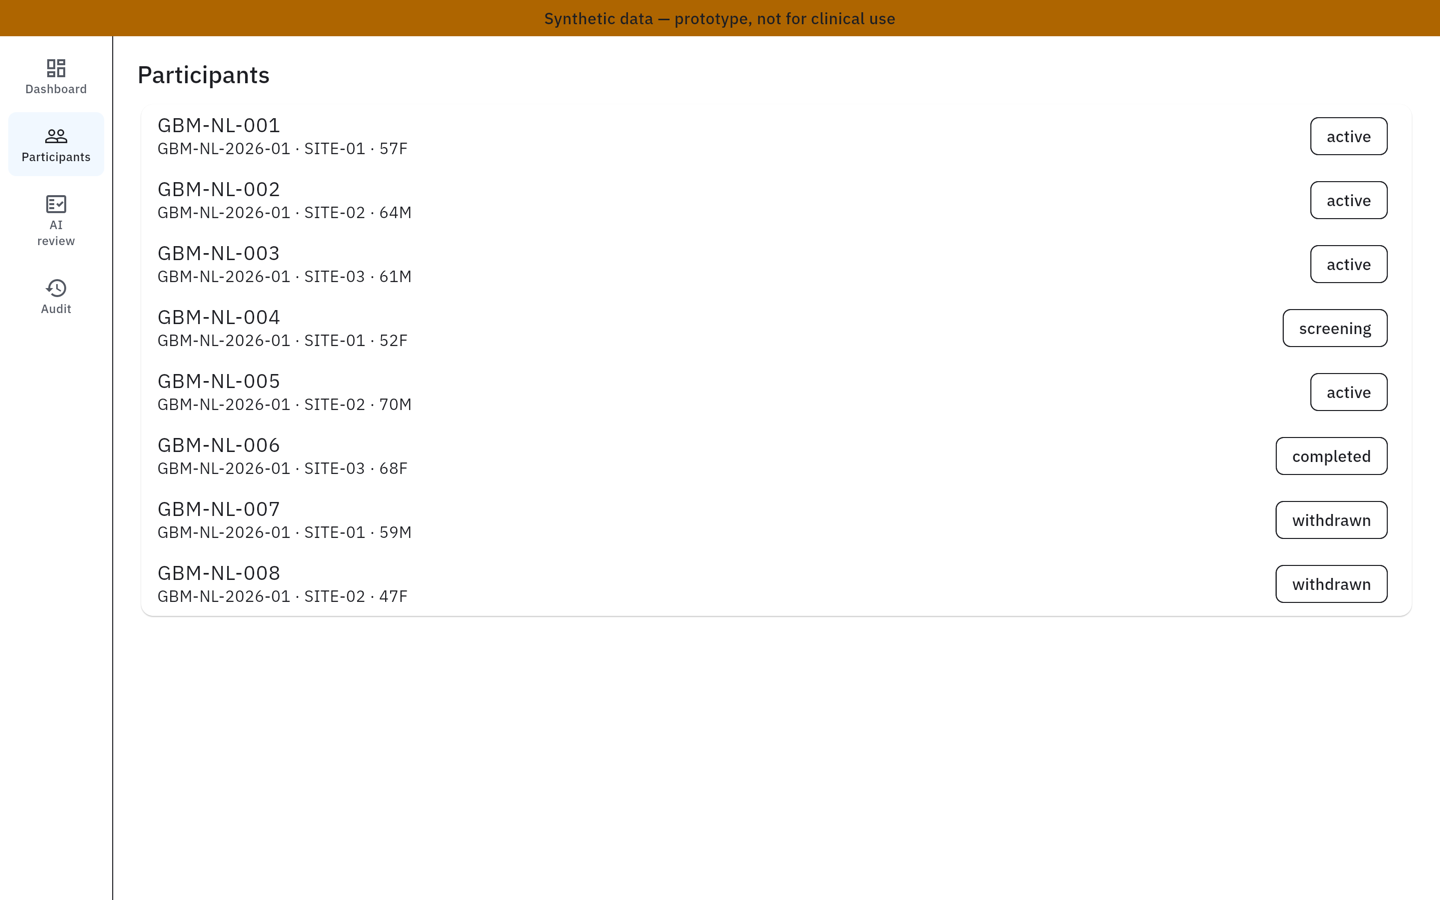 Synthetic data — prototype, not for clinical use
Dashboard
Participants
AI
review
Audit
Participants
GBM-NL-001
GBM-NL-2026-01 · SITE-01 · 57F
active
GBM-NL-002
GBM-NL-2026-01 · SITE-02 · 64M
active
GBM-NL-003
GBM-NL-2026-01 · SITE-03 · 61M
active
GBM-NL-004
GBM-NL-2026-01 · SITE-01 · 52F
screening
GBM-NL-005
GBM-NL-2026-01 · SITE-02 · 70M
active
GBM-NL-006
GBM-NL-2026-01 · SITE-03 · 68F
completed
GBM-NL-007
GBM-NL-2026-01 · SITE-01 · 59M
withdrawn
GBM-NL-008
GBM-NL-2026-01 · SITE-02 · 47F
withdrawn